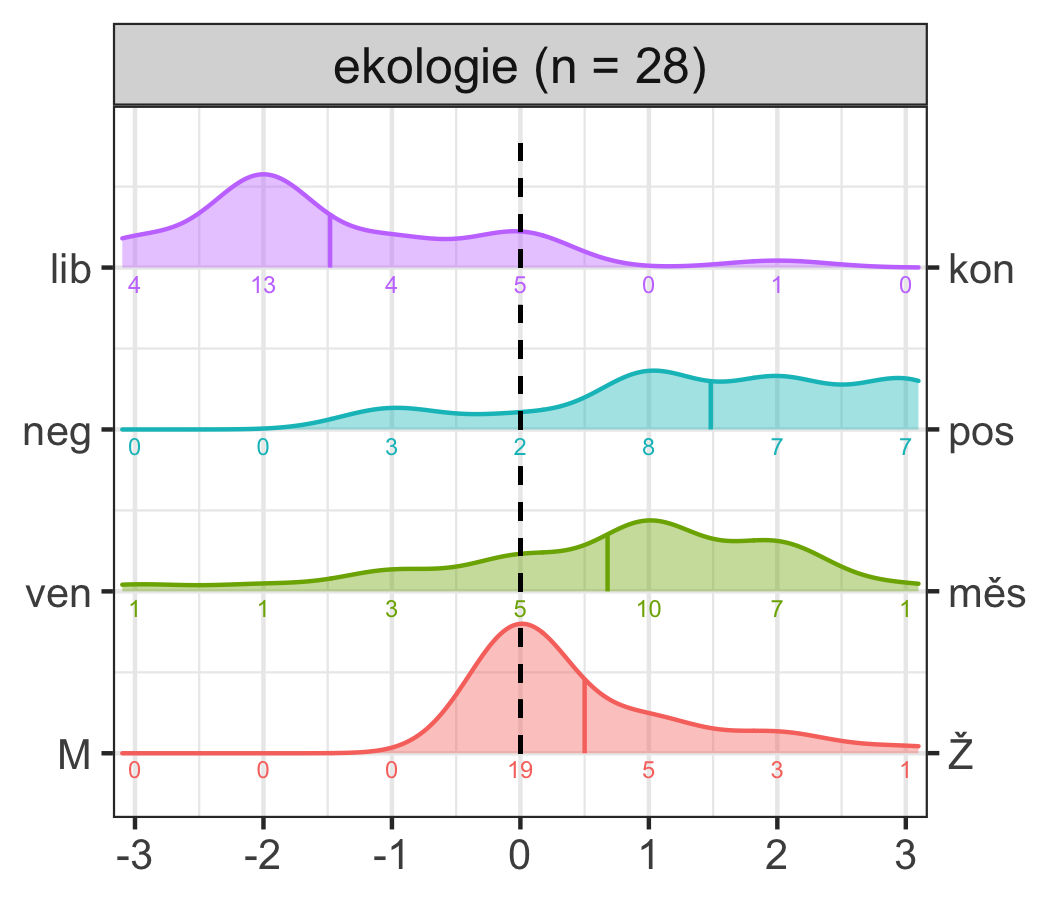 ekologie (n = 28)
lib kon
4 13 4 5 0 1 0
neg pos
0 0 3 2 8 7 7
ven měs
1 1 3 5 10 7 1
M Ž
0 0 0 19 5 3 1
-3 -2 -1 0 1 2 3